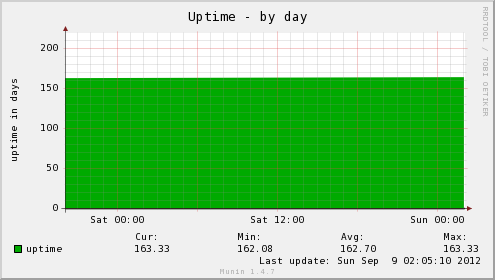 Uptime - by day
RRDTOOL / TOBI OETIKER
uptime in days
200
150
100
50
0
Sat 00:00 Sat 12:00 Sun 00:00
Cur: Min: Avg: Max:
uptime 163.33 162.08 162.70 163.33
Last update: Sun Sep 9 02:05:10 2012
Munin 1.4.7